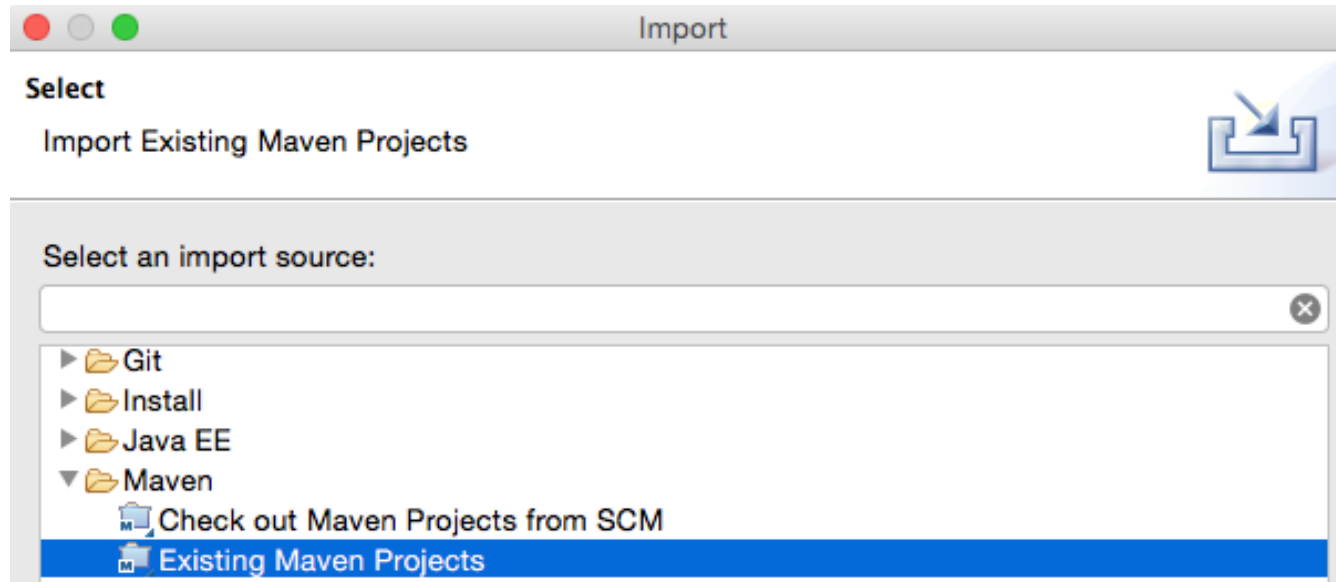 Import
Select
Import Existing Maven Projects
Select an import source:
Git
Install
Java EE
Maven
Check out Maven Projects from SCM
Existing Maven Projects